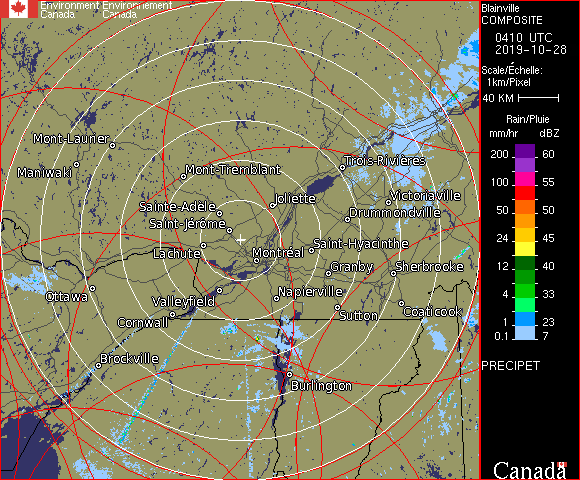 Environment Environnement
Canada Canada
Blainville
COMPOSITE
0410 UTC
2019-10-28
Scale/Échelle:
1km/Pixel
40 KM
Rain/Pluie
mm/hr dBZ
200 60
150 57
100 55
50 50
24 45
12 40
4 33
1 23
0.1 7
PRECIPET
Canada
Mont-Laurier
Maniwaki
Mont-Tremblant
Trois-Rivières
Joliette
Victoriaville
Sainte-Adèle
Drummondville
Saint-Jérôme
Saint-Hyacinthe
Lachute
Montréal
Granby
Sherbrooke
Ottawa
Valleyfield
Napierville
Cornwall
Sutton
Coaticook
Brockville
Burlington